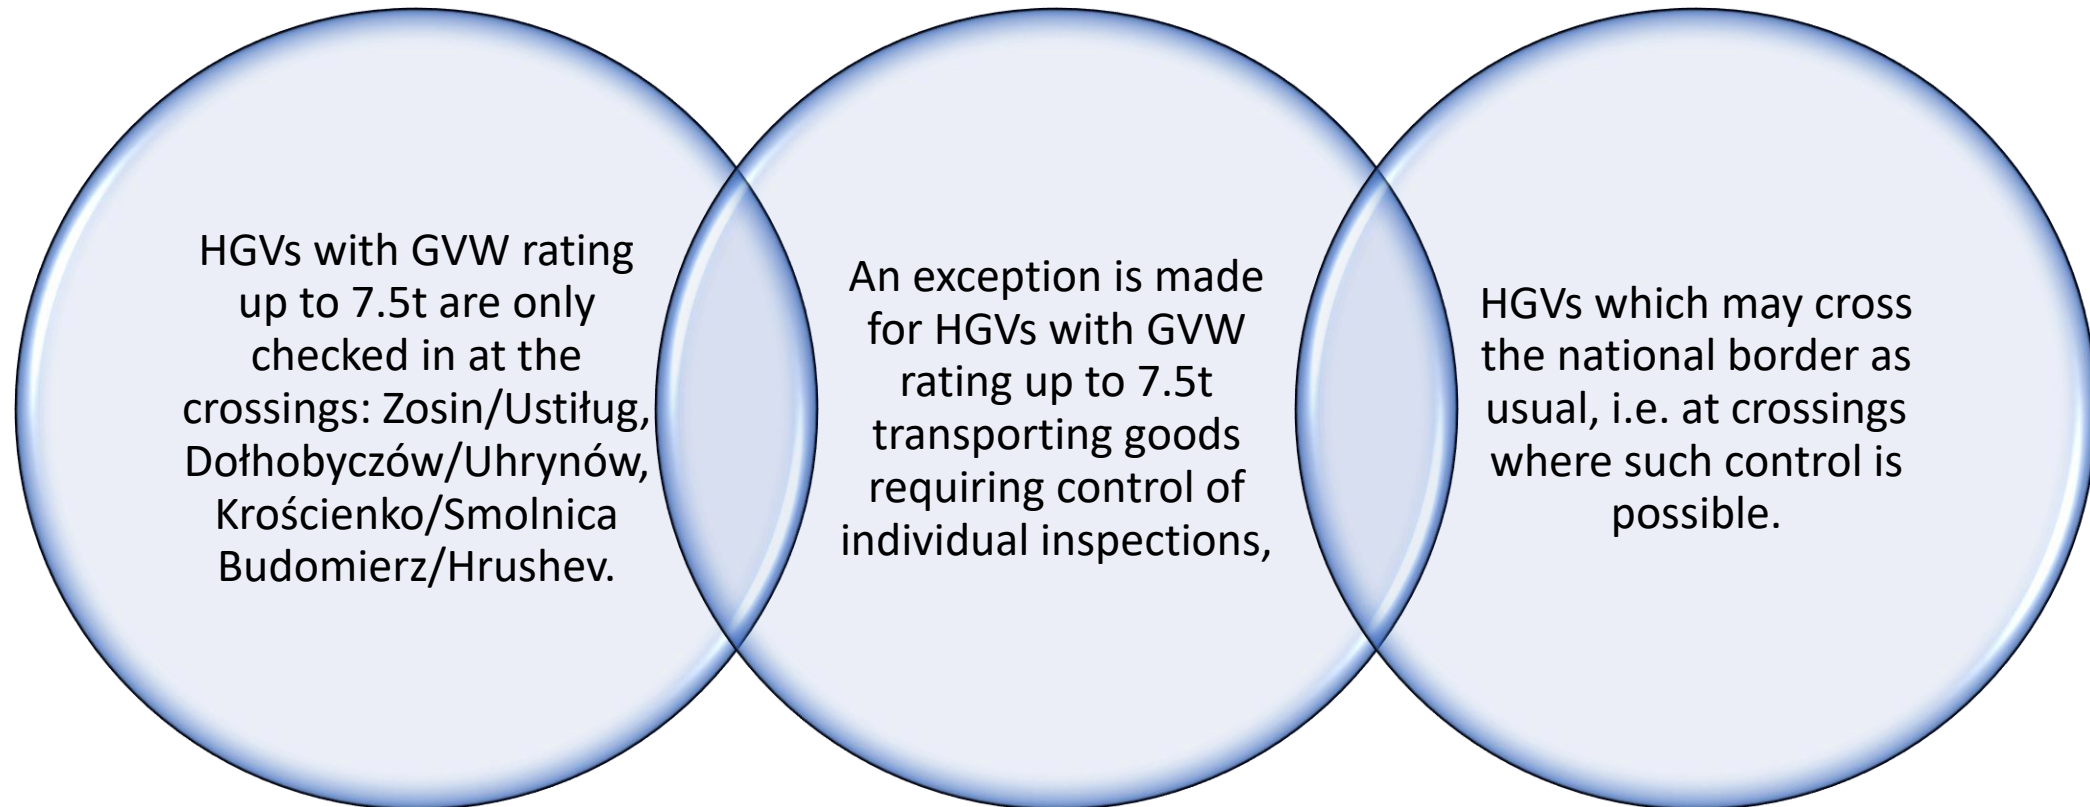 HGVs with GVW rating
up to 7.5t are only
checked in at the
crossings: Zosin/Ustiług,
Dołhobyczów/Uhrynów,
Krościenko/Smolnica
Budomierz/Hrushev.
An exception is made
for HGVs with GVW
rating up to 7.5t
transporting goods
requiring control of
individual inspections,
HGVs which may cross
the national border as
usual, i.e. at crossings
where such control is
possible.